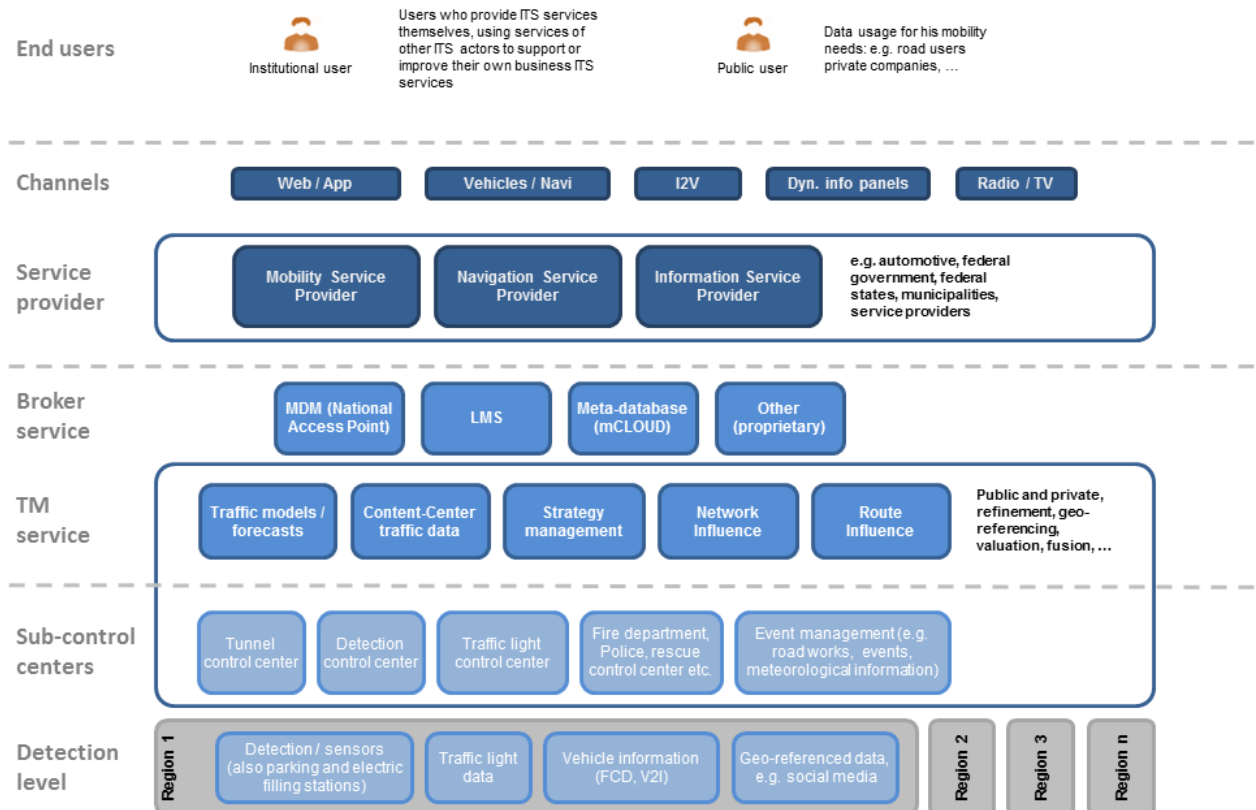 End users
Institutional user
Users who provide ITS services
themselves, using services of
other ITS actors to support or
improve their own business ITS
services
Public user
Data usage for his mobility
needs: e.g. road users
private companies, ...
Channels
Web / App
Vehicles / Navi
I2V
Dyn. info panels
Radio / TV
Service
provider
Mobility Service
Provider
Navigation Service
Provider
Information Service
Provider
e.g. automotive, federal
government, federal
states, municipalities,
service providers
Broker
service
MDM (National
Access Point)
LMS
Meta-database
(mCLOUD)
Other
(proprietary)
TM
service
Traffic models /
forecasts
Content-Center
traffic data
Strategy
management
Network
Influence
Route
Influence
Public and private,
refinement, geo-
referencing,
valuation, fusion, ...
Sub-control
centers
Tunnel
control center
Detection
control center
Traffic light
control center
Fire department,
Police, rescue
control center etc.
Event management (e.g.
road works, events,
meteorological information)
Detection
level
Region 1
Detection / sensors
(also parking and electric
filling stations)
Traffic light
data
Vehicle information
(FCD, V2I)
Geo-referenced data,
e.g. social media
Region 2
Region 3
Region n